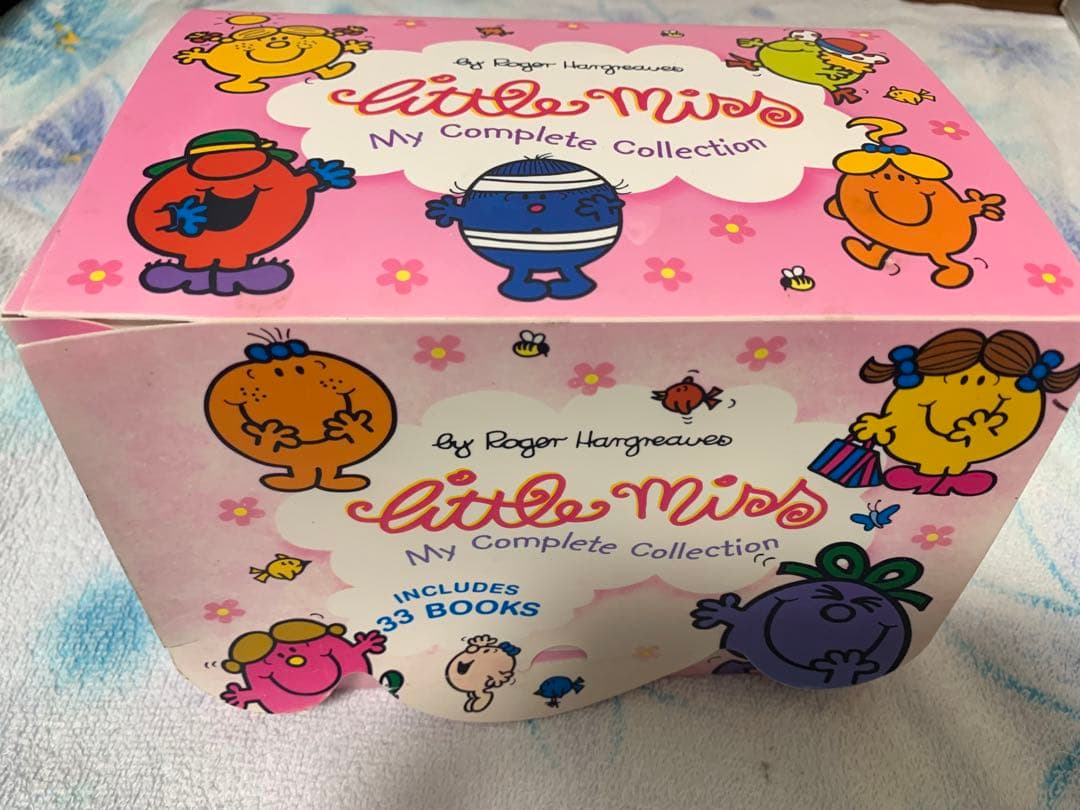 by Roger Hargreaves
Little Miss
My Complete Collection
by Roger Hargreaves
Little Miss
My Complete Collection
INCLUDES
33 BOOKS